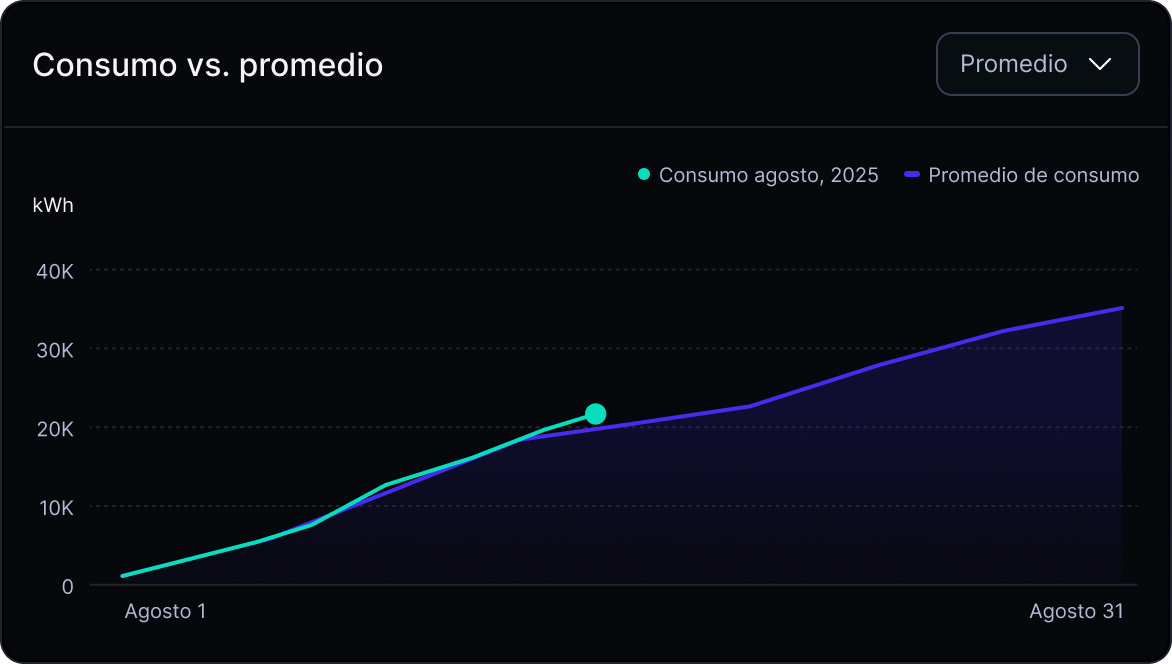 Consumo vs. promedio
Promedio
Consumo agosto, 2025
Promedio de consumo
kWh
40K
30K
20K
10K
0
Agosto 1
Agosto 31